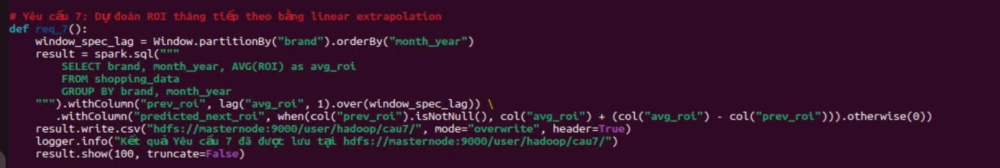 # Yêu cầu 7: Dự đoán ROI tháng tiếp theo bằng linear extrapolation
def req_7():
    window_spec_lag = Window.partitionBy("brand").orderBy("month_year")
    result = spark.sql("""
        SELECT brand, month_year, AVG(ROI) as avg_roi
        FROM shopping_data
        GROUP BY brand, month_year
    """).withColumn("prev_roi", lag("avg_roi", 1).over(window_spec_lag)) \
       .withColumn("predicted_next_roi", when(col("prev_roi").isNotNull(), col("avg_roi") + (col("avg_roi") - col("prev_roi"))).otherwise(0))
    result.write.csv("hdfs://masternode:9000/user/hadoop/cau7/", mode="overwrite", header=True)
    logger.info("Kết quả Yêu cầu 7 đã được lưu tại hdfs://masternode:9000/user/hadoop/cau7/")
    result.show(100, truncate=False)